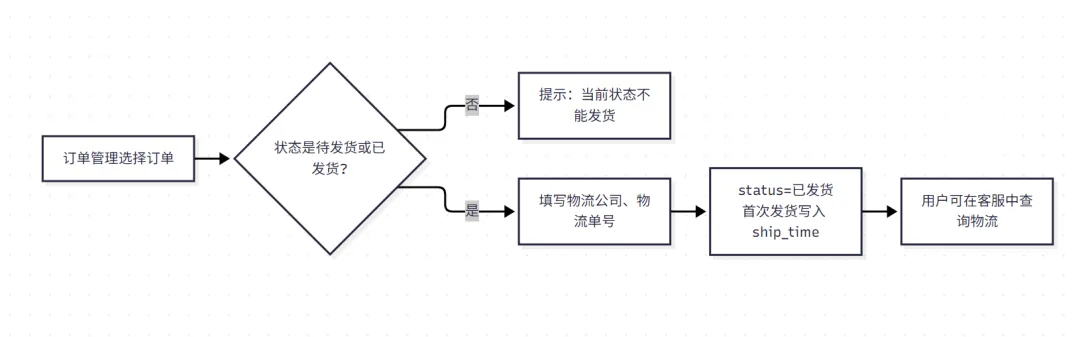 订单管理选择订单
状态是待发货或已
发货?
否
提示：当前状态不
能发货
是
填写物流公司、物
流单号
status=已发货
首次发货写入
ship_time
用户可在客服中查
询物流